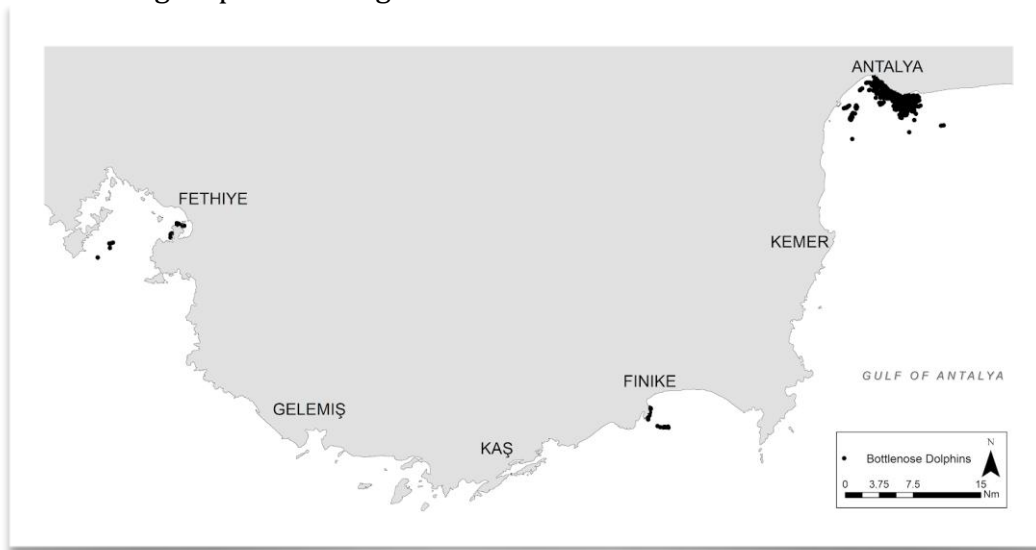 ANTALYA
FETHIYE
KEMER
GULF OF ANTALYA
FINIKE
GELEMIŞ
KAŞ
N
Bottlenose Dolphins
0 3.75 7.5 15
Nm